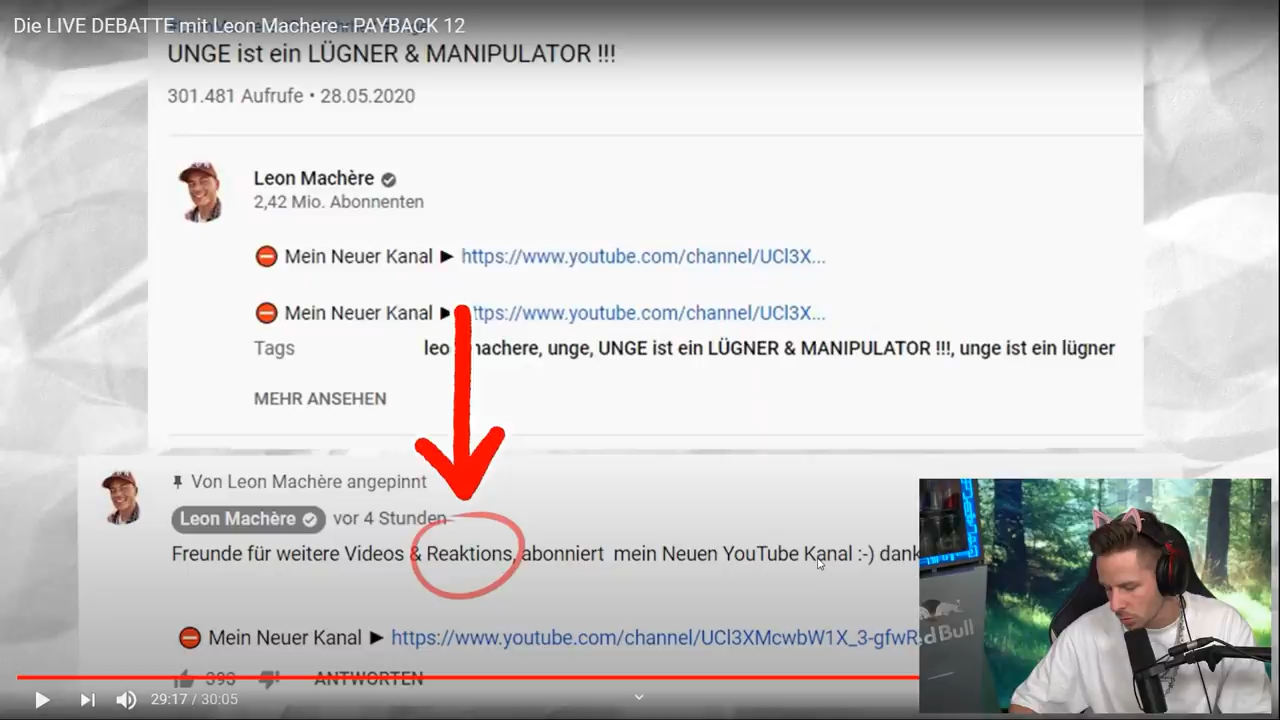 Die LIVE DEBATTE mit Leon Machere - PAYBACK 12
UNGE ist ein LÜGNER & MANIPULATOR !!!
301.481 Aufrufe • 28.05.2020
Leon Machère
2,42 Mio. Abonnenten
Mein Neuer Kanal ► https://www.youtube.com/channel/UCl3X...
Mein Neuer Kanal ► https://www.youtube.com/channel/UCl3X...
Tags leo machere, unge, UNGE ist ein LÜGNER & MANIPULATOR !!!, unge ist ein lügner
MEHR ANSEHEN
Von Leon Machère angepinnt
Leon Machère vor 4 Stunden
Freunde für weitere Videos & Reaktions, abonniert mein Neuen YouTube Kanal :-) dank
Mein Neuer Kanal ► https://www.youtube.com/channel/UCl3XMcwbW1X_3-gfwR
393 ANTWORTEN
29:17 / 30:05
Red Bull